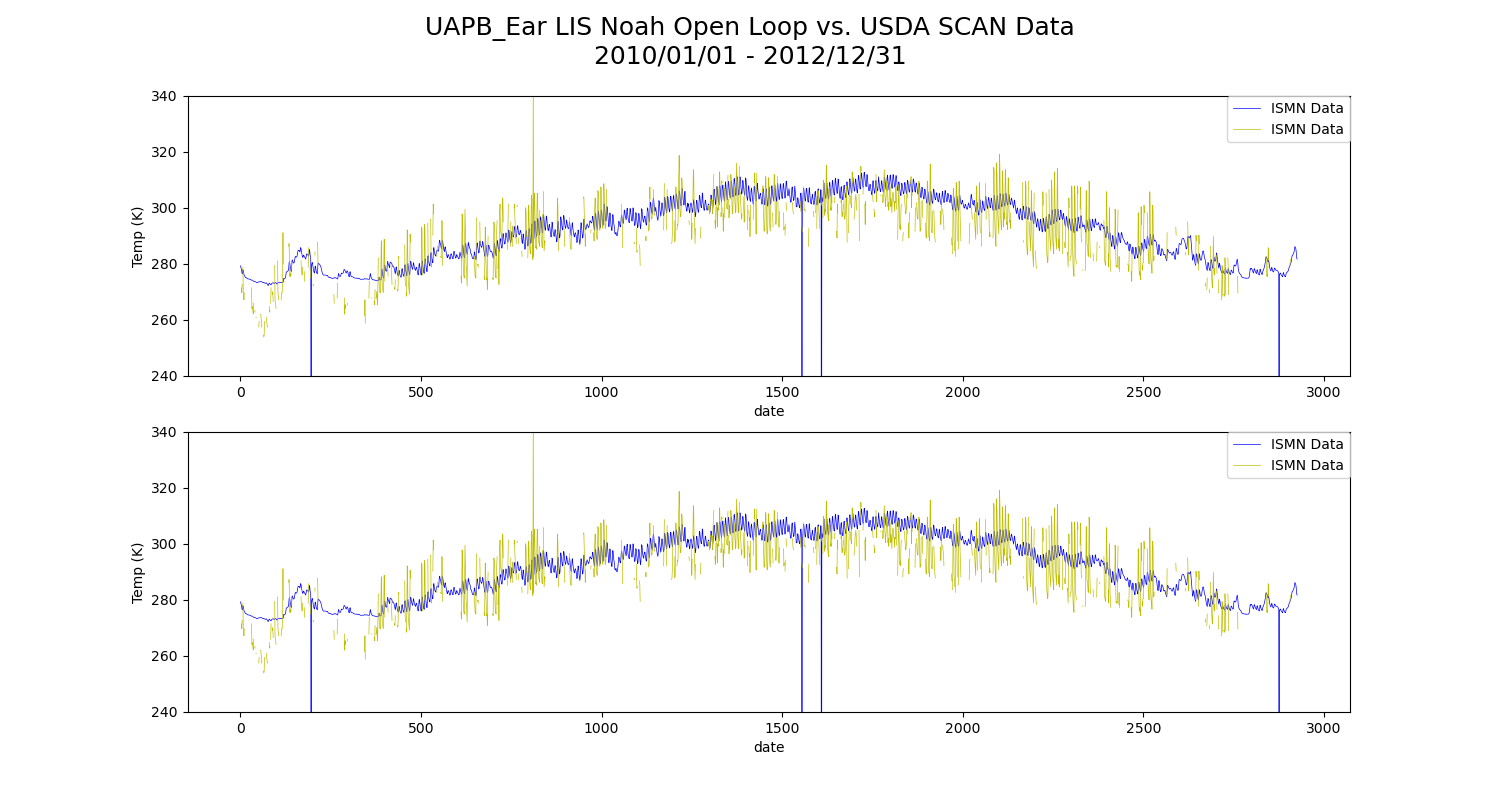 UAPB_Ear LIS Noah Open Loop vs. USDA SCAN Data
2010/01/01 - 2012/12/31
340
320
300
280
260
240
Temp (K)
ISMN Data
ISMN Data
0 500 1000 1500 2000 2500 3000
date
340
320
300
280
260
240
Temp (K)
ISMN Data
ISMN Data
0 500 1000 1500 2000 2500 3000
date